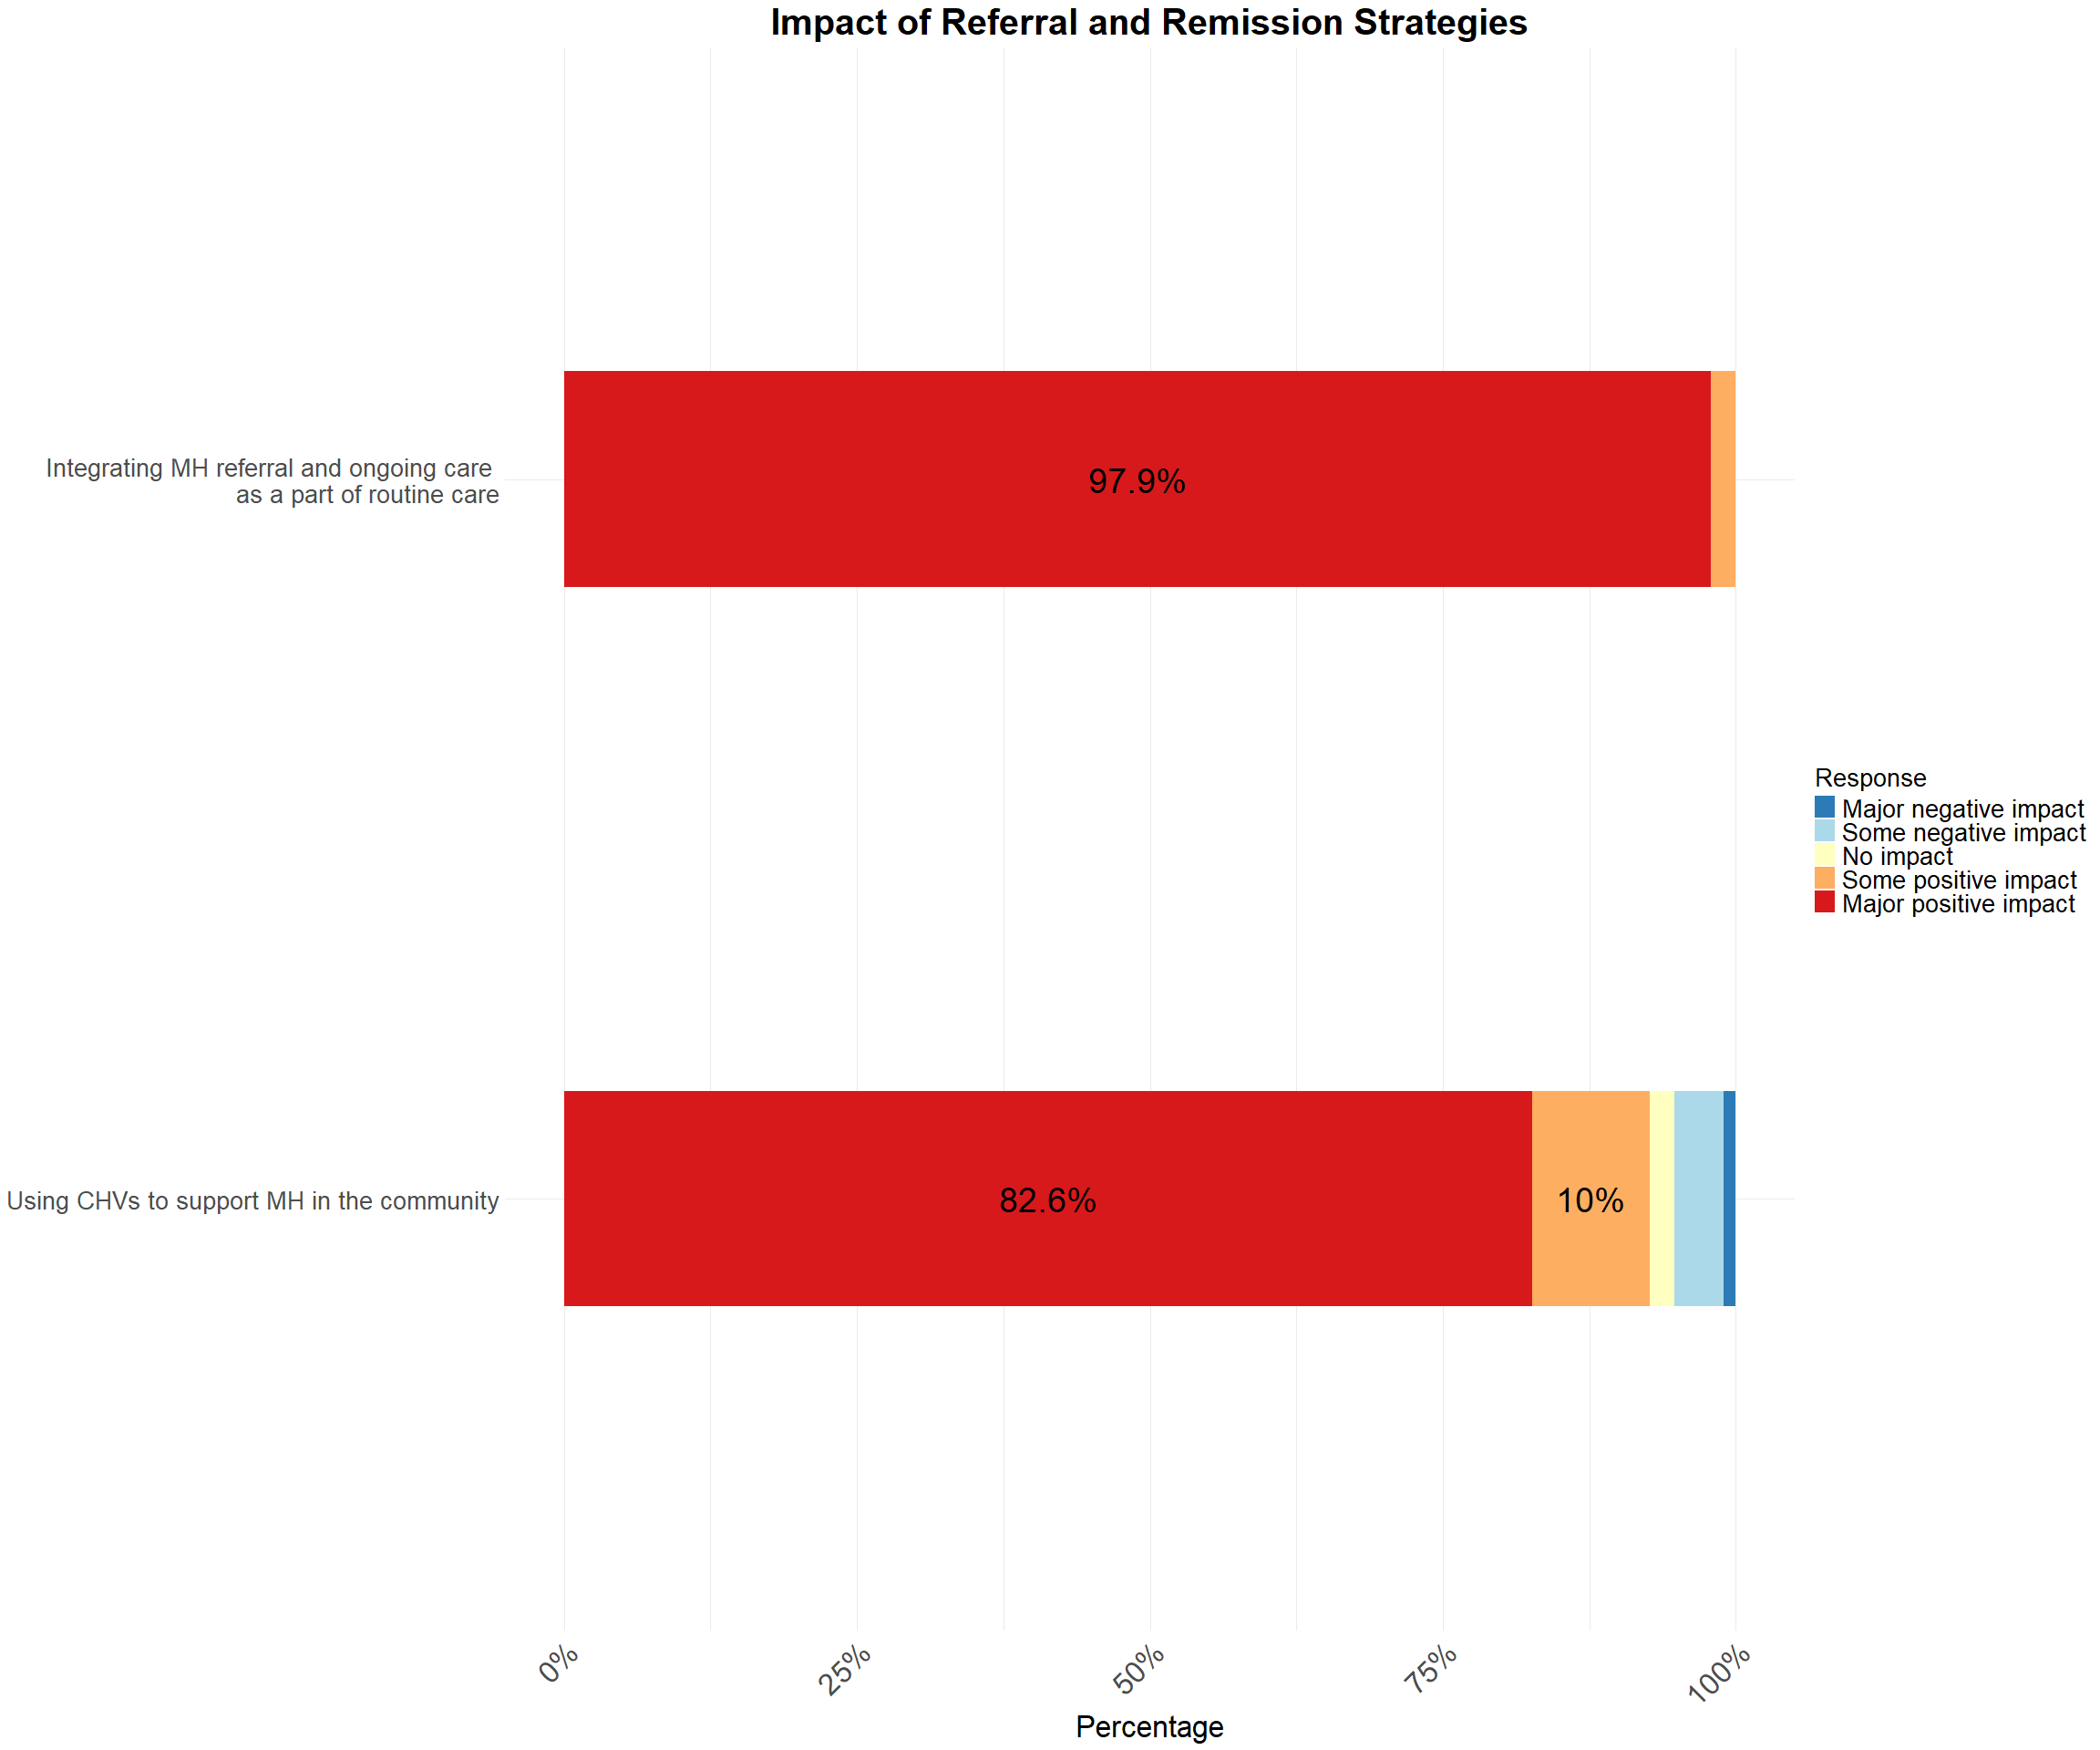 Impact of Referral and Remission Strategies
Integrating MH referral and ongoing care
as a part of routine care
97.9%
Using CHVs to support MH in the community
82.6%
10%
Response
Major negative impact
Some negative impact
No impact
Some positive impact
Major positive impact
0%
25%
50%
75%
100%
Percentage